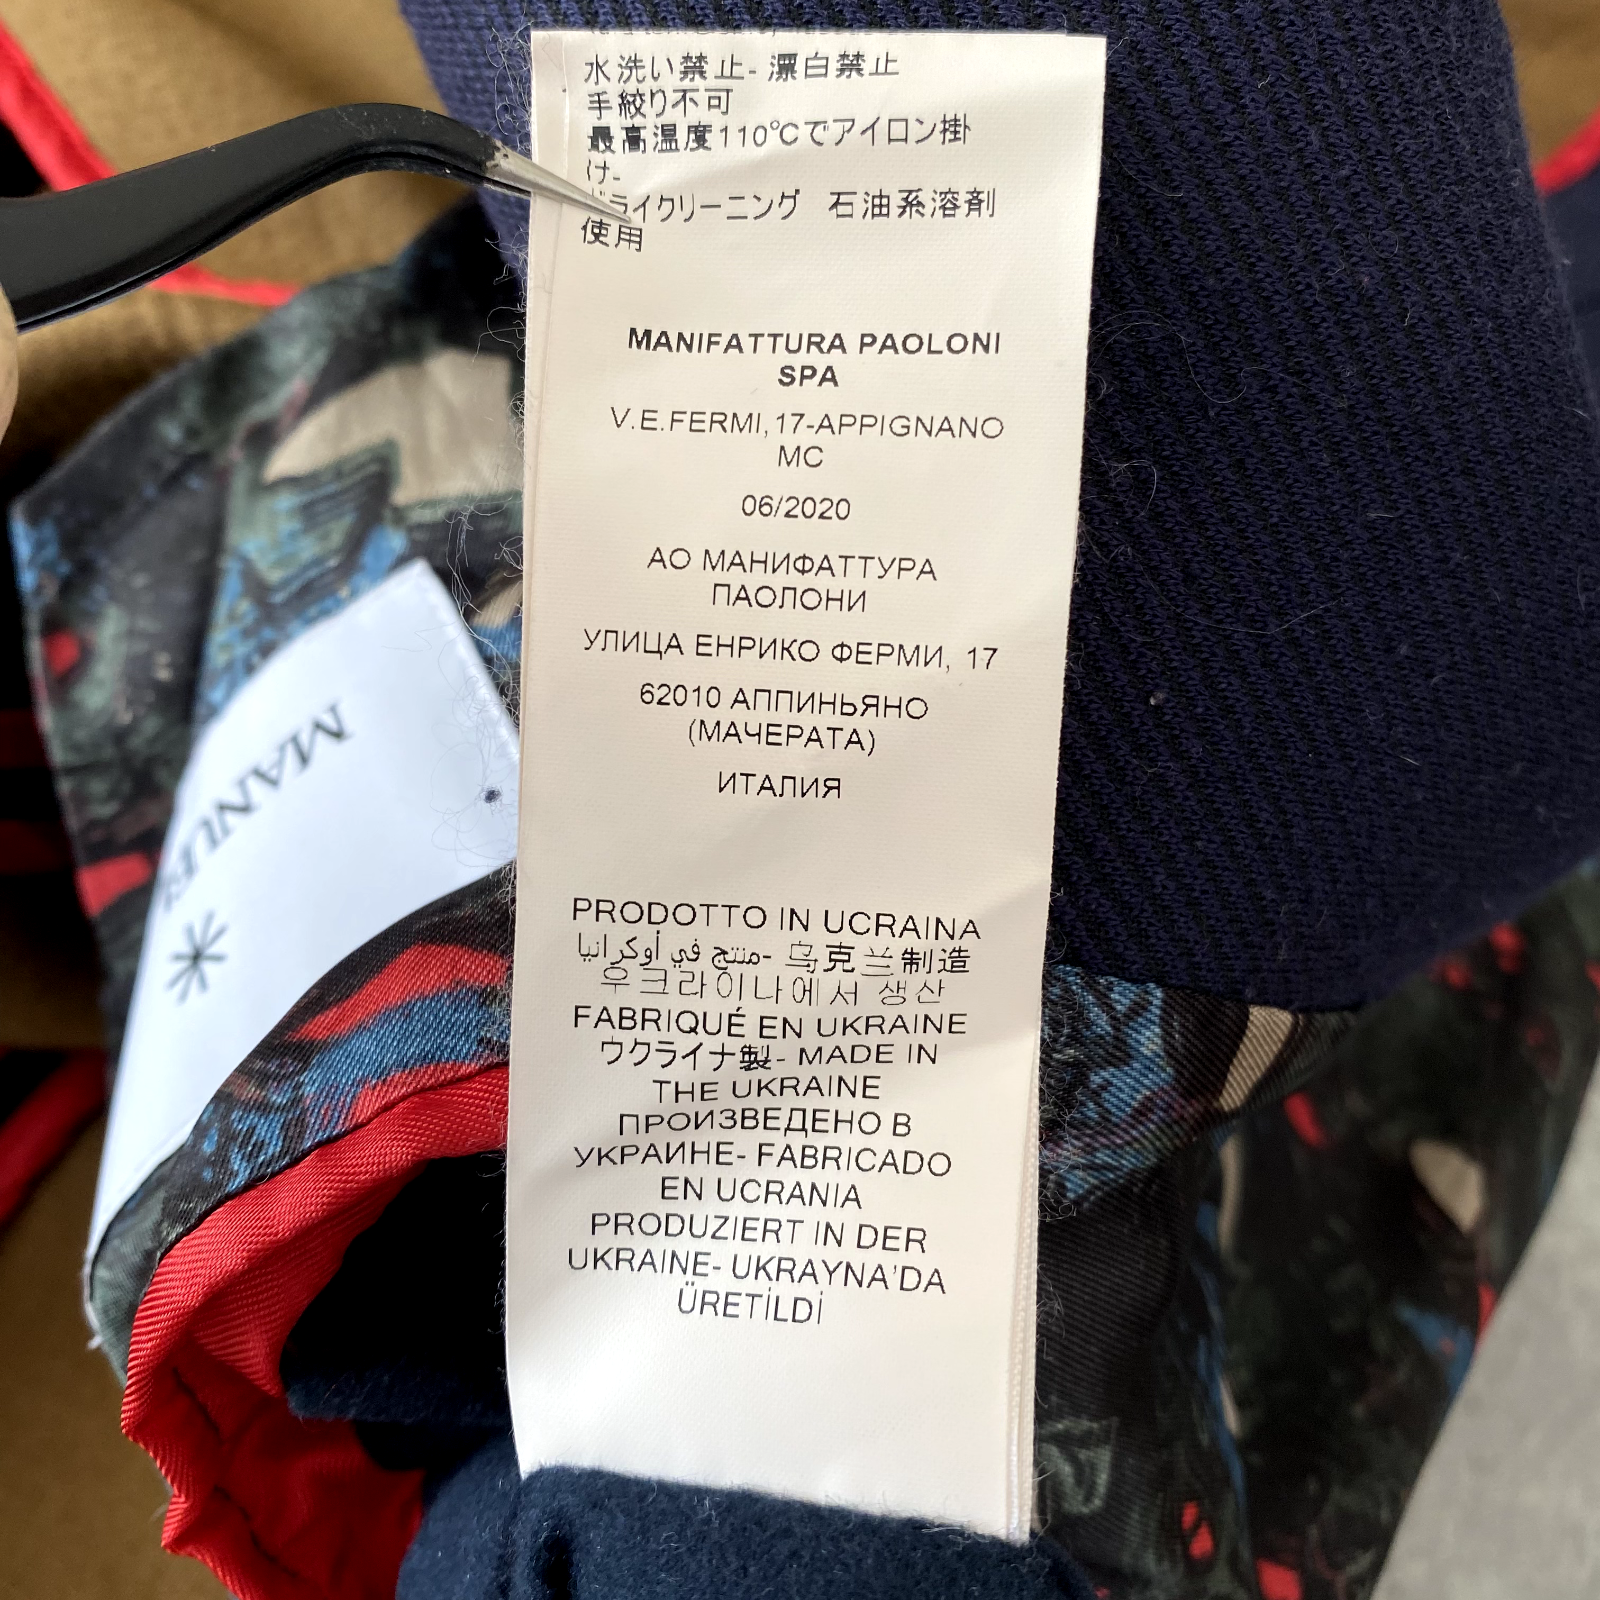 水洗い禁止- 漂白禁止
手絞り不可
最高温度110℃でアイロン掛
け-
ライクリーニング 石油系溶剤
使用
MANIFATTURA PAOLONI
SPA
V.E.FERMI,17-APPIGNANO
MC
06/2020
АО МАНИФАТТУРА
ПАОЛОНИ
УЛИЦА ЕНРИКО ФЕРМИ, 17
62010 АППИНЬЯНО
(МАЧЕРАТА)
ИТАЛИЯ
PRODOTTO IN UCRAINA
منتج في أوكرانيا- 乌克兰制造
우크라이나에서 생산
FABRIQUÉ EN UKRAINE
ウクライナ製- MADE IN
THE UKRAINE
ПРОИЗВЕДЕНО В
УКРАИНЕ- FABRICADO
EN UCRANIA
PRODUZIERT IN DER
UKRAINE- UKRAYNA'DA
ÜRETİLDİ